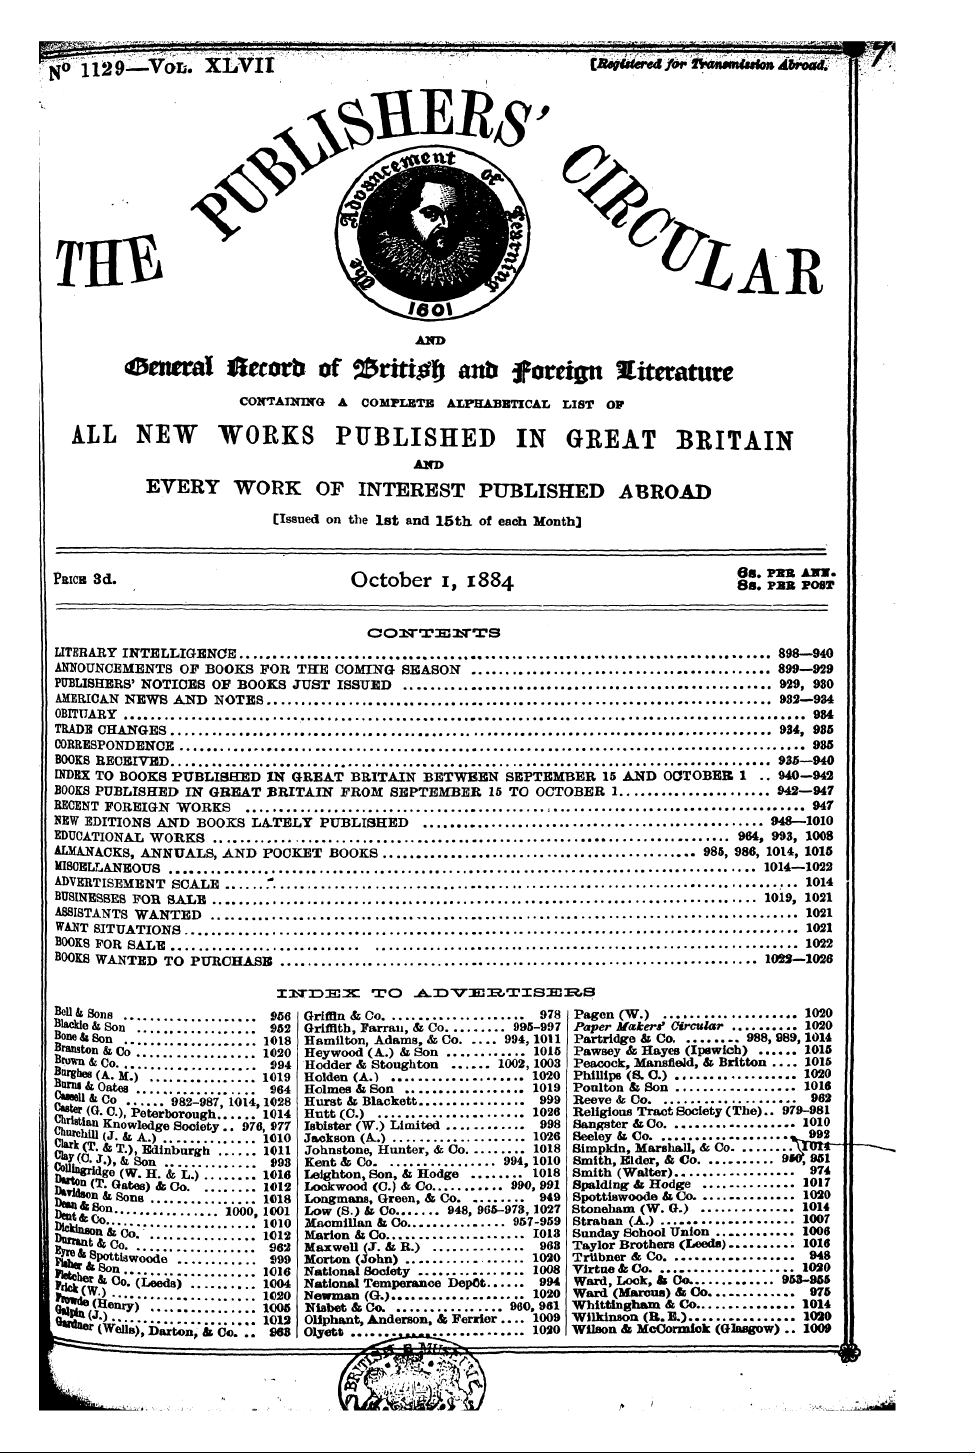 No 1129—VOL. XLVII
[Registered for Transmission Abroad.
7
THE PUBLISHERS' CIRCULAR
The Advancement of Learning
1601
AND
General Record of British and Foreign Literature
CONTAINING A COMPLETE ALPHABETICAL LIST OF
ALL NEW WORKS PUBLISHED IN GREAT BRITAIN
AND
EVERY WORK OF INTEREST PUBLISHED ABROAD
[Issued on the 1st and 15th of each Month]
PRICE 3d.
October 1, 1884
6s. PER ANN.
8s. PER POST
CONTENTS
LITERARY INTELLIGENCE 898—940
ANNOUNCEMENTS OF BOOKS FOR THE COMING SEASON 899—929
PUBLISHERS' NOTICES OF BOOKS JUST ISSUED 929, 930
AMERICAN NEWS AND NOTES 932—934
OBITUARY 934
TRADE CHANGES 934, 935
CORRESPONDENCE 935
BOOKS RECEIVED 935—940
INDEX TO BOOKS PUBLISHED IN GREAT BRITAIN BETWEEN SEPTEMBER 15 AND OCTOBER 1 .. 940—942
BOOKS PUBLISHED IN GREAT BRITAIN FROM SEPTEMBER 15 TO OCTOBER 1 942—947
RECENT FOREIGN WORKS 947
NEW EDITIONS AND BOOKS LATELY PUBLISHED 948—1010
EDUCATIONAL WORKS 964, 993, 1008
ALMANACKS, ANNUALS, AND POCKET BOOKS 985, 986, 1014, 1015
MISCELLANEOUS 1014—1022
ADVERTISEMENT SCALE 1014
BUSINESSES FOR SALE 1019, 1021
ASSISTANTS WANTED 1021
WANT SITUATIONS 1021
BOOKS FOR SALE 1022
BOOKS WANTED TO PURCHASE 1022—1026
INDEX TO ADVERTISERS
Bell & Sons 956
Blackie & Son 952
Bone & Son 1018
Branston & Co 1020
Brown & Co. 994
Burghes (A. M.) 1019
Burns & Oates 964
Cassell & Co 982-987, 1014, 1028
Caster (G. C.), Peterborough 1014
Christian Knowledge Society .. 976, 977
Churchill (J. & A.) 1010
Clark (T. & T.), Edinburgh 1011
Clay (C. J.), & Son 993
Collingridge (W. H. & L.) 1016
Darton (T. Gates) & Co. 1012
Davidson & Sons 1018
Dean & Son 1000, 1001
Dent & Co. 1010
Dickinson & Co. 1012
Durrant & Co. 962
Eyre & Spottiswoode 999
Fisher & Son 1016
Fletcher & Co. (Leeds) 1004
Frick (W.) 1020
Frowde (Henry) 1005
Galpin (J.) 1012
Gardner (Wells), Darton, & Co. .. 968
Griffin & Co. 978
Griffith, Farran, & Co. 995-997
Hamilton, Adams, & Co. 994, 1011
Heywood (A.) & Son 1015
Hodder & Stoughton 1002, 1003
Holden (A.) 1020
Holmes & Son 1019
Hurst & Blackett 999
Hutt (C.) 1026
Isbister (W.) Limited 998
Jackson (A.) 1026
Johnstone, Hunter, & Co. 1018
Kent & Co. 994, 1010
Leighton, Son, & Hodge 1018
Lockwood (C.) & Co. 990, 991
Longmans, Green, & Co. 949
Low (S.) & Co. 948, 965-973, 1027
Macmillan & Co. 957-959
Marion & Co. 1013
Maxwell (J. & R.) 963
Morton (John) 1020
National Society 1008
National Temperance Depôt 994
Newman (G.) 1020
Nisbet & Co. 960, 961
Oliphant, Anderson, & Ferrier 1009
Olyett 1020
Pagen (W.) 1020
Paper Makers' Circular 1020
Partridge & Co. 988, 989, 1014
Pawsey & Hayes (Ipswich) 1015
Peacock, Mansfield, & Britton 1015
Phillips (S. C.) 1020
Poulton & Son 1016
Reeve & Co. 962
Religious Tract Society (The).. 979-981
Sangster & Co. 1010
Seeley & Co. 992
Simpkin, Marshall, & Co. 1014
Smith, Elder, & Co. 950, 951
Smith (Walter) 974
Spalding & Hodge 1017
Spottiswoode & Co. 1020
Stoneham (W. G.) 1014
Strahan (A.) 1007
Sunday School Union 1006
Taylor Brothers (Leeds) 1016
Trübner & Co. 948
Virtue & Co. 1020
Ward, Lock, & Co. 953-955
Ward (Marcus) & Co. 975
Whittingham & Co. 1014
Wilkinson (R. E.) 1020
Wilson & McCormick (Glasgow) .. 1009
BRITISH MUSEUM